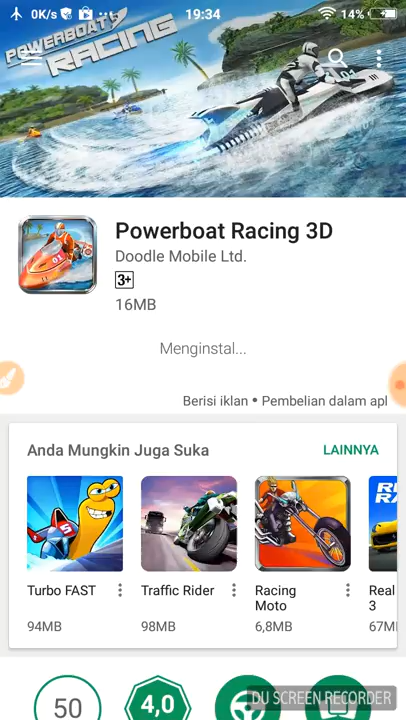 0K/s
19:34
14%
POWERBOAT
RACING
Powerboat Racing 3D
Doodle Mobile Ltd.
3+
16MB
Menginstal...
Berisi iklan • Pembelian dalam apl
Anda Mungkin Juga Suka
LAINNYA
Turbo FAST
94MB
Traffic Rider
98MB
Racing
Moto
6,8MB
Real
3
67M
50
4,0
DU SCREEN RECORDER